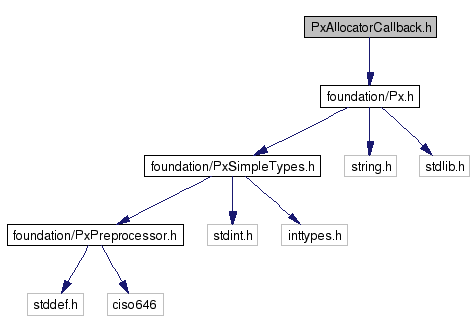 PxAllocatorCallback.h
foundation/Px.h
foundation/PxSimpleTypes.h
string.h
stdlib.h
foundation/PxPreprocessor.h
stdint.h
inttypes.h
stddef.h
ciso646